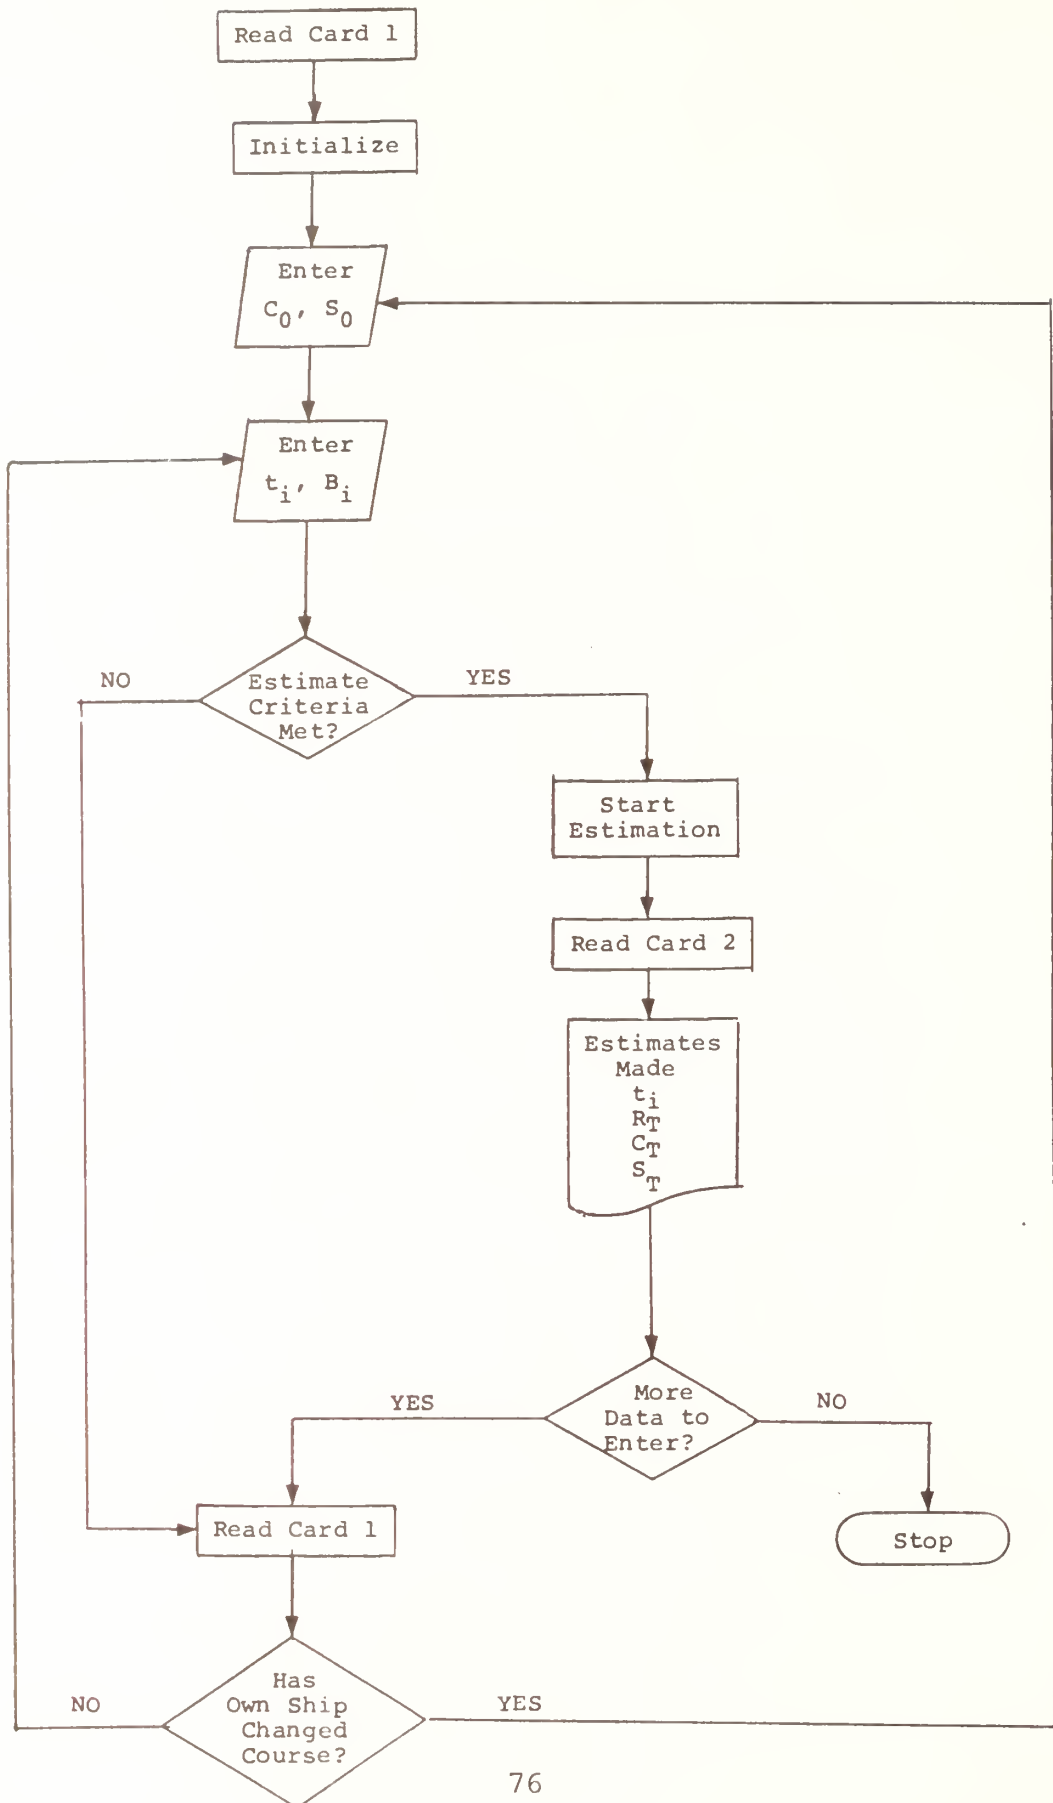 Read Card 1
Initialize
Enter
C0, S0
Enter
ti, Bi
NO
YES
Estimate
Criteria
Met?
Start
Estimation
Read Card 2
Estimates
Made
ti
RT
CT
ST
YES
More
Data to
Enter?
NO
Read Card 1
Stop
NO
Has
Own Ship
Changed
Course?
YES
76